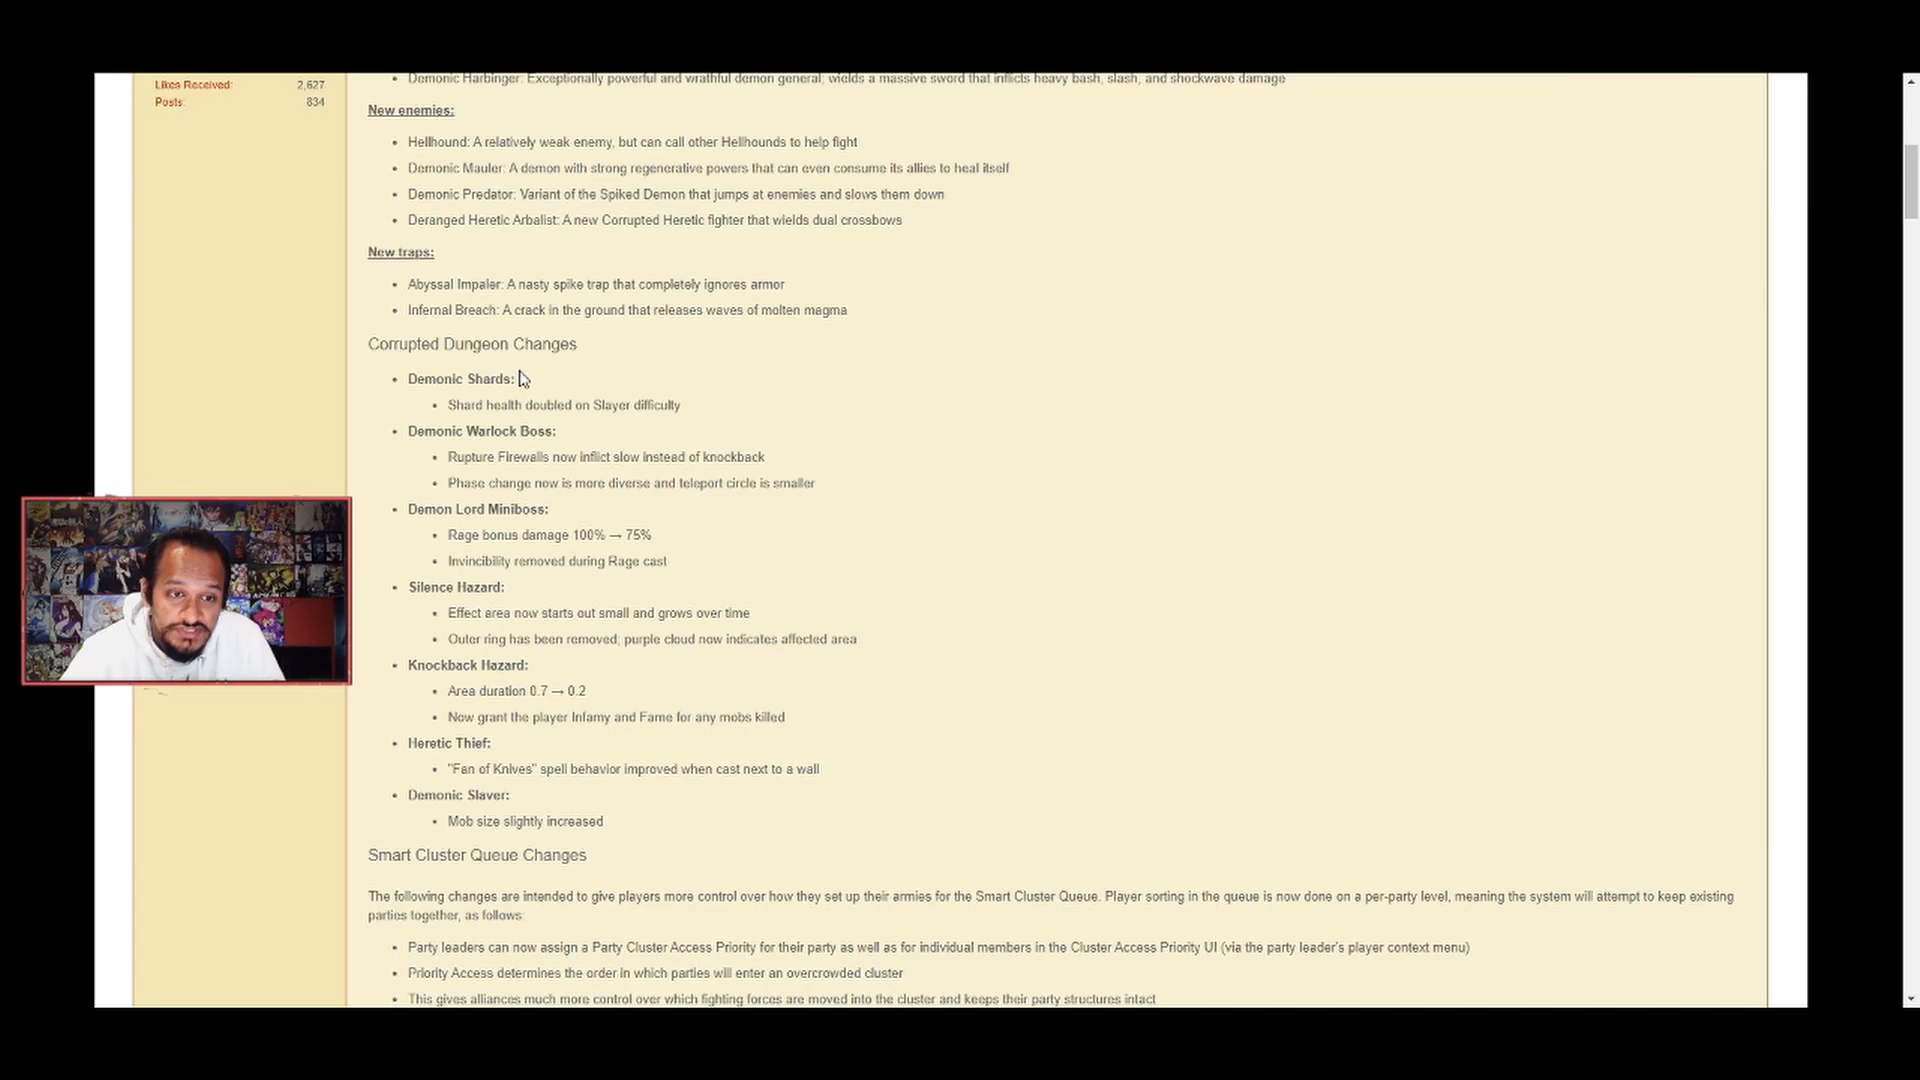 Likes Received: 2,627
Posts: 834
• Demonic Harbinger: Exceptionally powerful and wrathful demon general; wields a massive sword that inflicts heavy bash, slash, and shockwave damage
New enemies:
• Hellhound: A relatively weak enemy, but can call other Hellhounds to help fight
• Demonic Mauler: A demon with strong regenerative powers that can even consume its allies to heal itself
• Demonic Predator: Variant of the Spiked Demon that jumps at enemies and slows them down
• Deranged Heretic Arbalist: A new Corrupted Heretic fighter that wields dual crossbows
New traps:
• Abyssal Impaler: A nasty spike trap that completely ignores armor
• Infernal Breach: A crack in the ground that releases waves of molten magma
Corrupted Dungeon Changes
• Demonic Shards:
• Shard health doubled on Slayer difficulty
• Demonic Warlock Boss:
• Rupture Firewalls now inflict slow instead of knockback
• Phase change now is more diverse and teleport circle is smaller
• Demon Lord Miniboss:
• Rage bonus damage 100% → 75%
• Invincibility removed during Rage cast
• Silence Hazard:
• Effect area now starts out small and grows over time
• Outer ring has been removed; purple cloud now indicates affected area
• Knockback Hazard:
• Area duration 0.7 → 0.2
• Now grant the player Infamy and Fame for any mobs killed
• Heretic Thief:
• "Fan of Knives" spell behavior improved when cast next to a wall
• Demonic Slaver:
• Mob size slightly increased
Smart Cluster Queue Changes
The following changes are intended to give players more control over how they set up their armies for the Smart Cluster Queue. Player sorting in the queue is now done on a per-party level, meaning the system will attempt to keep existing
parties together, as follows:
• Party leaders can now assign a Party Cluster Access Priority for their party as well as for individual members in the Cluster Access Priority UI (via the party leader's player context menu)
• Priority Access determines the order in which parties will enter an overcrowded cluster
• This gives alliances much more control over which fighting forces are moved into the cluster and keeps their party structures intact